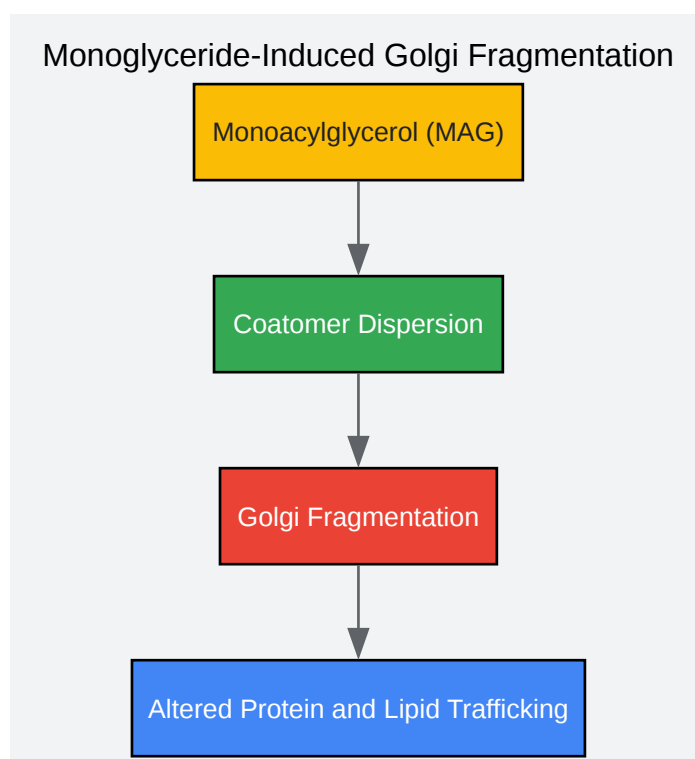 Monoglyceride-Induced Golgi Fragmentation
Monoacylglycerol (MAG)
Coatomer Dispersion
Golgi Fragmentation
Altered Protein and Lipid Trafficking